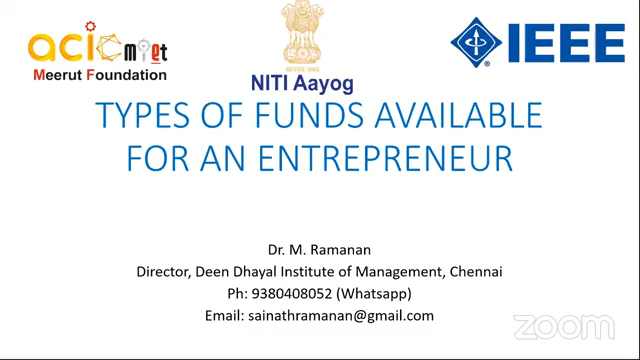 acic miet
Meerut Foundation
NITI Aayog
IEEE
®
TYPES OF FUNDS AVAILABLE
FOR AN ENTREPRENEUR
Dr. M. Ramanan
Director, Deen Dhayal Institute of Management, Chennai
Ph: 9380408052 (Whatsapp)
Email: sainathramanan@gmail.com
zoom